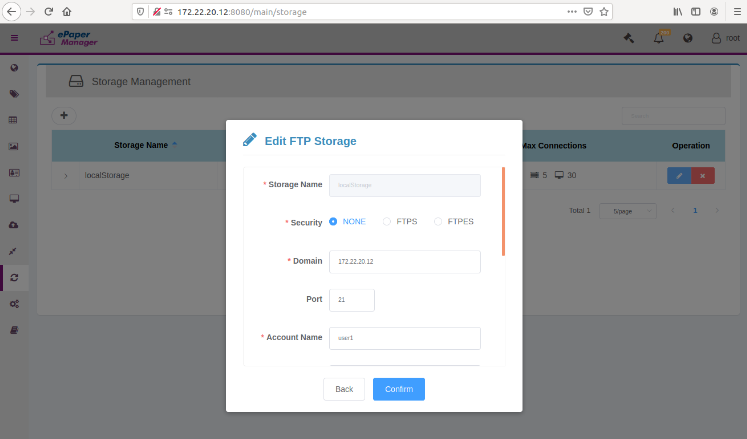 172.22.20.12:8080/main/storage
ePaper
Manager
root
Storage Management
Search
Storage Name
Max Connections
Operation
localStorage
5
30
Total 1
5/page
1
Edit FTP Storage
* Storage Name
localStorage
* Security
NONE
FTPS
FTPES
* Domain
172.22.20.12
Port
21
* Account Name
user1
Back
Confirm